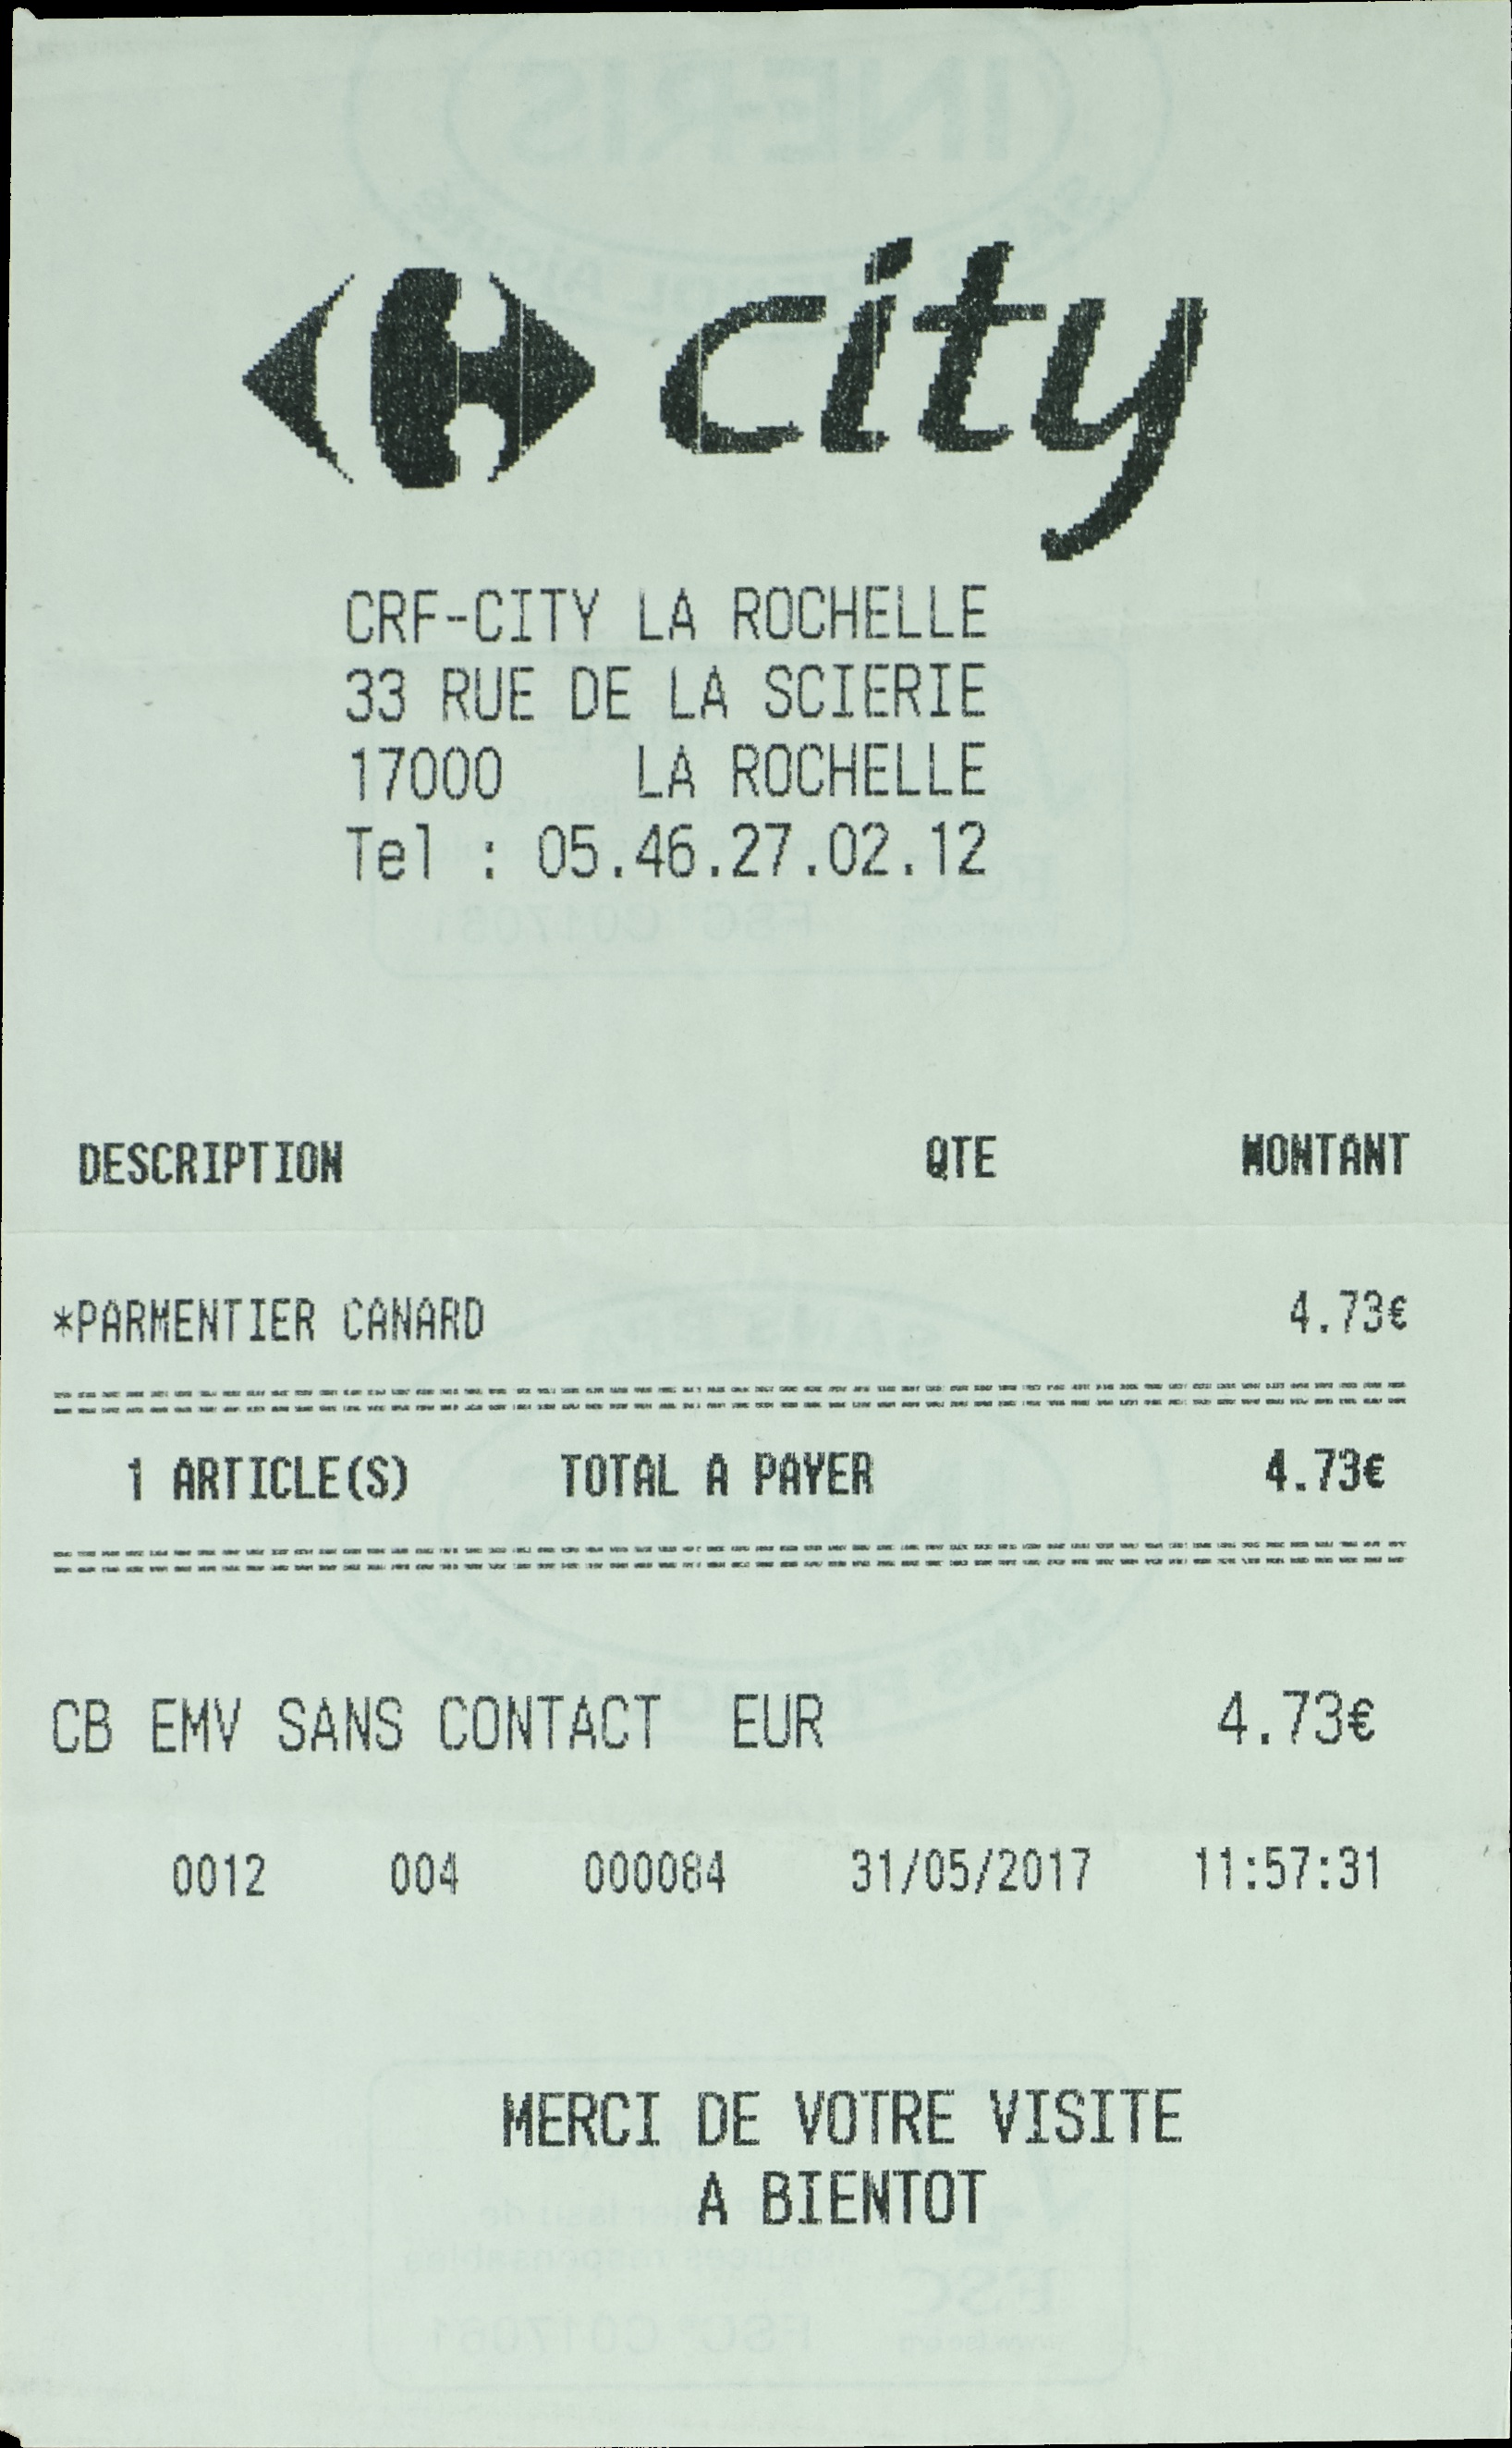 city
CRF-CITY LA ROCHELLE
33 RUE DE LA SCIERIE
17000 LA ROCHELLE
Tel : 05.46.27.02.12
DESCRIPTION QTE MONTANT
*PARMENTIER CANARD 4.73€
1 ARTICLE(S) TOTAL A PAYER 4.73€
CB EMV SANS CONTACT EUR 4.73€
0012 004 000084 31/05/2017 11:57:31
MERCI DE VOTRE VISITE
A BIENTOT